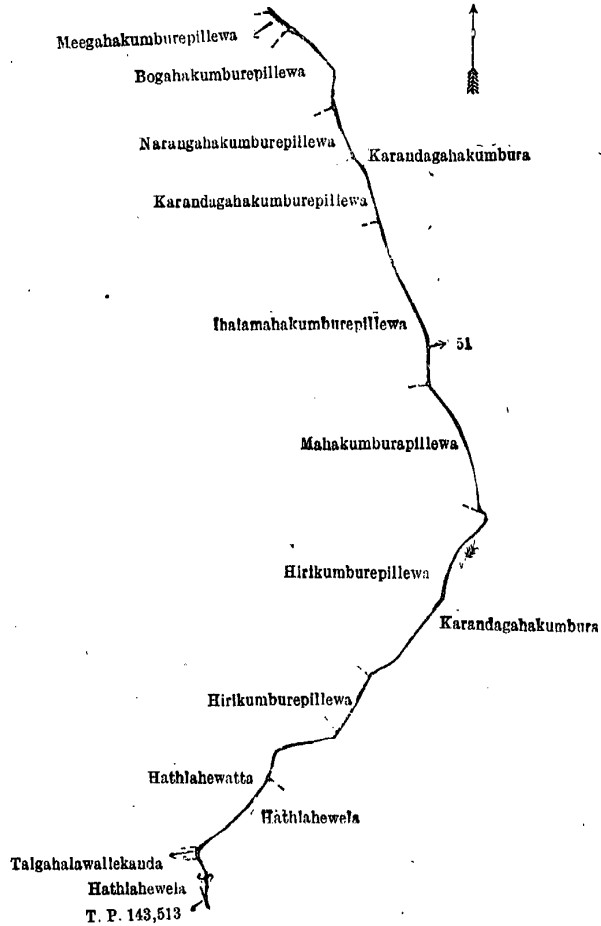 Meegahakumburepillewa
Bogahakumburepillewa
Narangahakumburepillewa
Karandagahakumbura
Karandagahakumburepillewa
Ihalamahakumburepillewa
51
Mahakumburapillewa
Hirikumburepillewa
Karandagahakumbura
Hirikumburepillewa
Hathlahewatta
Hathlahewela
Talgahalawallekanda
Hathlahewela
T. P. 143,513